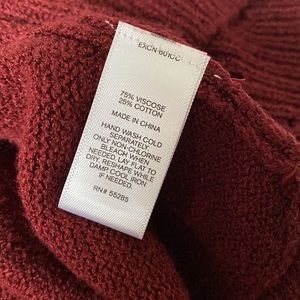 75% VISCOSE
25% COTTON
MADE IN CHINA
HAND WASH COLD
SEPARATELY.
ONLY NON-CHLORINE
BLEACH WHEN
NEEDED. LAY FLAT TO
DRY, RESHAPE WHILE
DAMP. COOL IRON
IF NEEDED.
RN# 55285